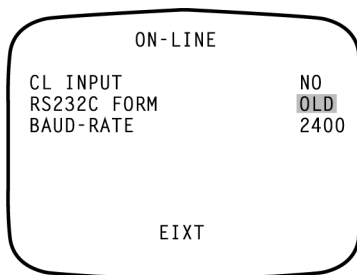 ON-LINE
CL INPUT NO
RS232C FORM OLD
BAUD-RATE 2400
EIXT